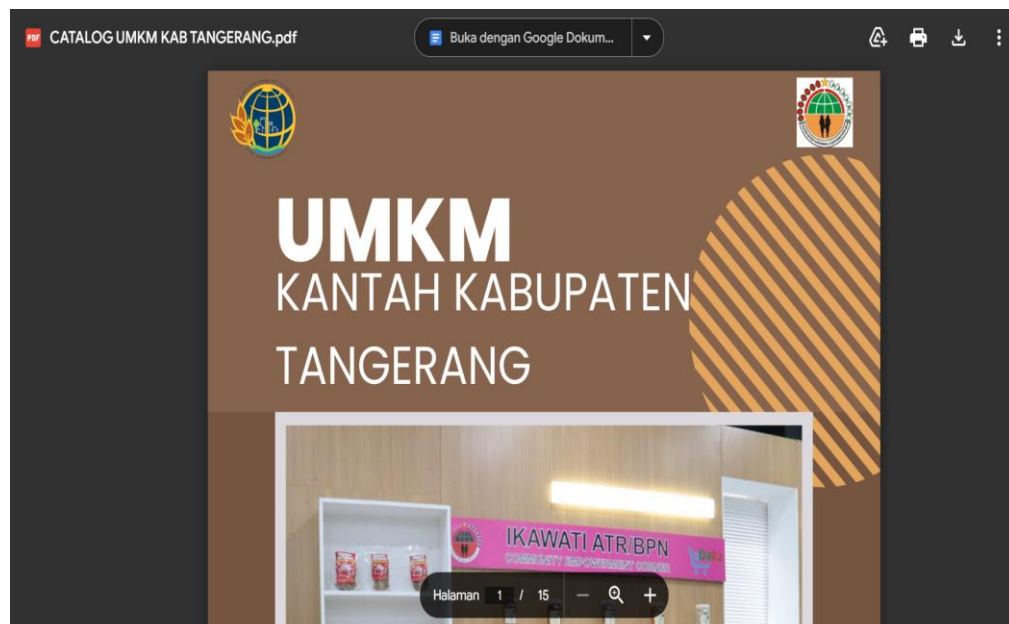 PDF
CATALOG UMKM KAB TANGERANG.pdf
Buka dengan Google Dokum...
UMKM
KANTAH KABUPATEN
TANGERANG
IKAWATI ATR/BPN
COMMUNITY EMPOWERMENT CORNER
Halaman 1 / 15